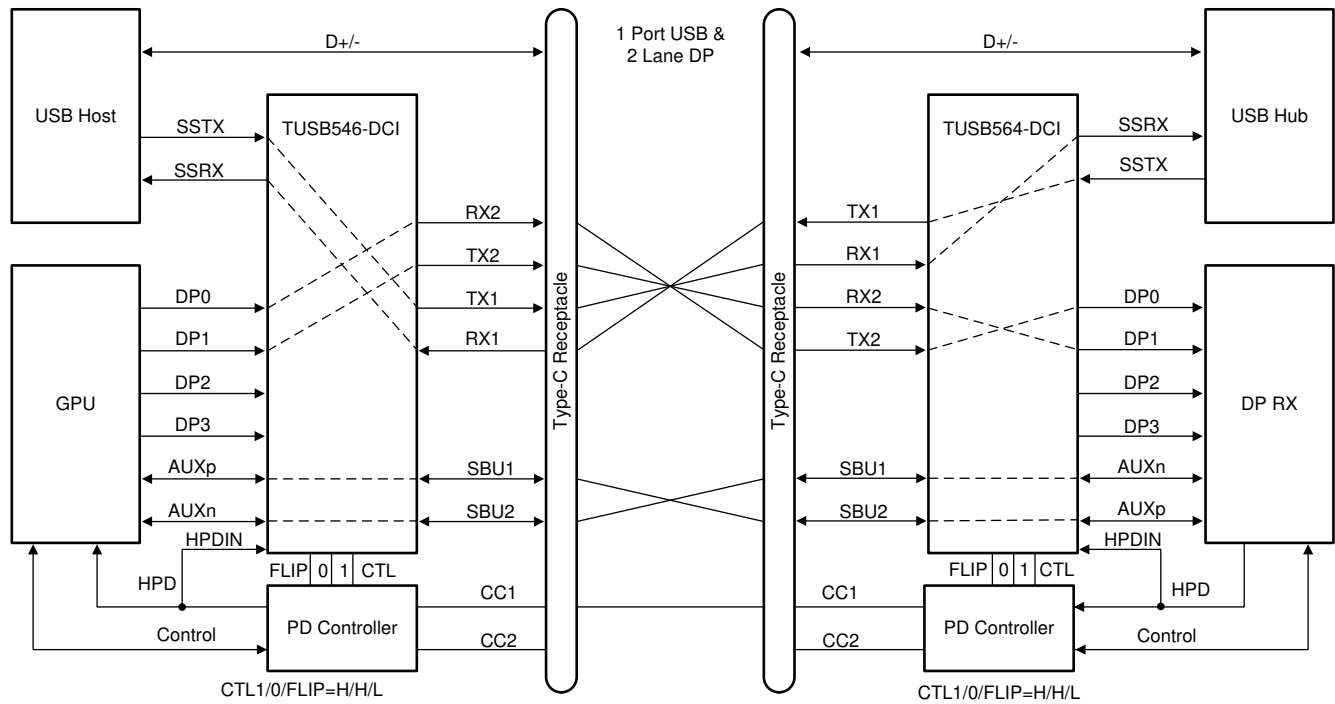 1 Port USB &
2 Lane DP
D+/-
D+/-
USB Host
USB Hub
TUSB546-DCI
TUSB564-DCI
SSTX
SSRX
SSRX
SSTX
RX2
TX2
TX1
RX1
TX1
RX1
RX2
TX2
Type-C Receptacle
Type-C Receptacle
GPU
DP RX
DP0
DP1
DP2
DP3
AUXp
AUXn
DP0
DP1
DP2
DP3
AUXn
AUXp
SBU1
SBU2
SBU1
SBU2
HPDIN
HPDIN
FLIP 0 1 CTL
FLIP 0 1 CTL
HPD
HPD
Control
Control
PD Controller
PD Controller
CC1
CC2
CC1
CC2
CTL1/0/FLIP=H/H/L
CTL1/0/FLIP=H/H/L